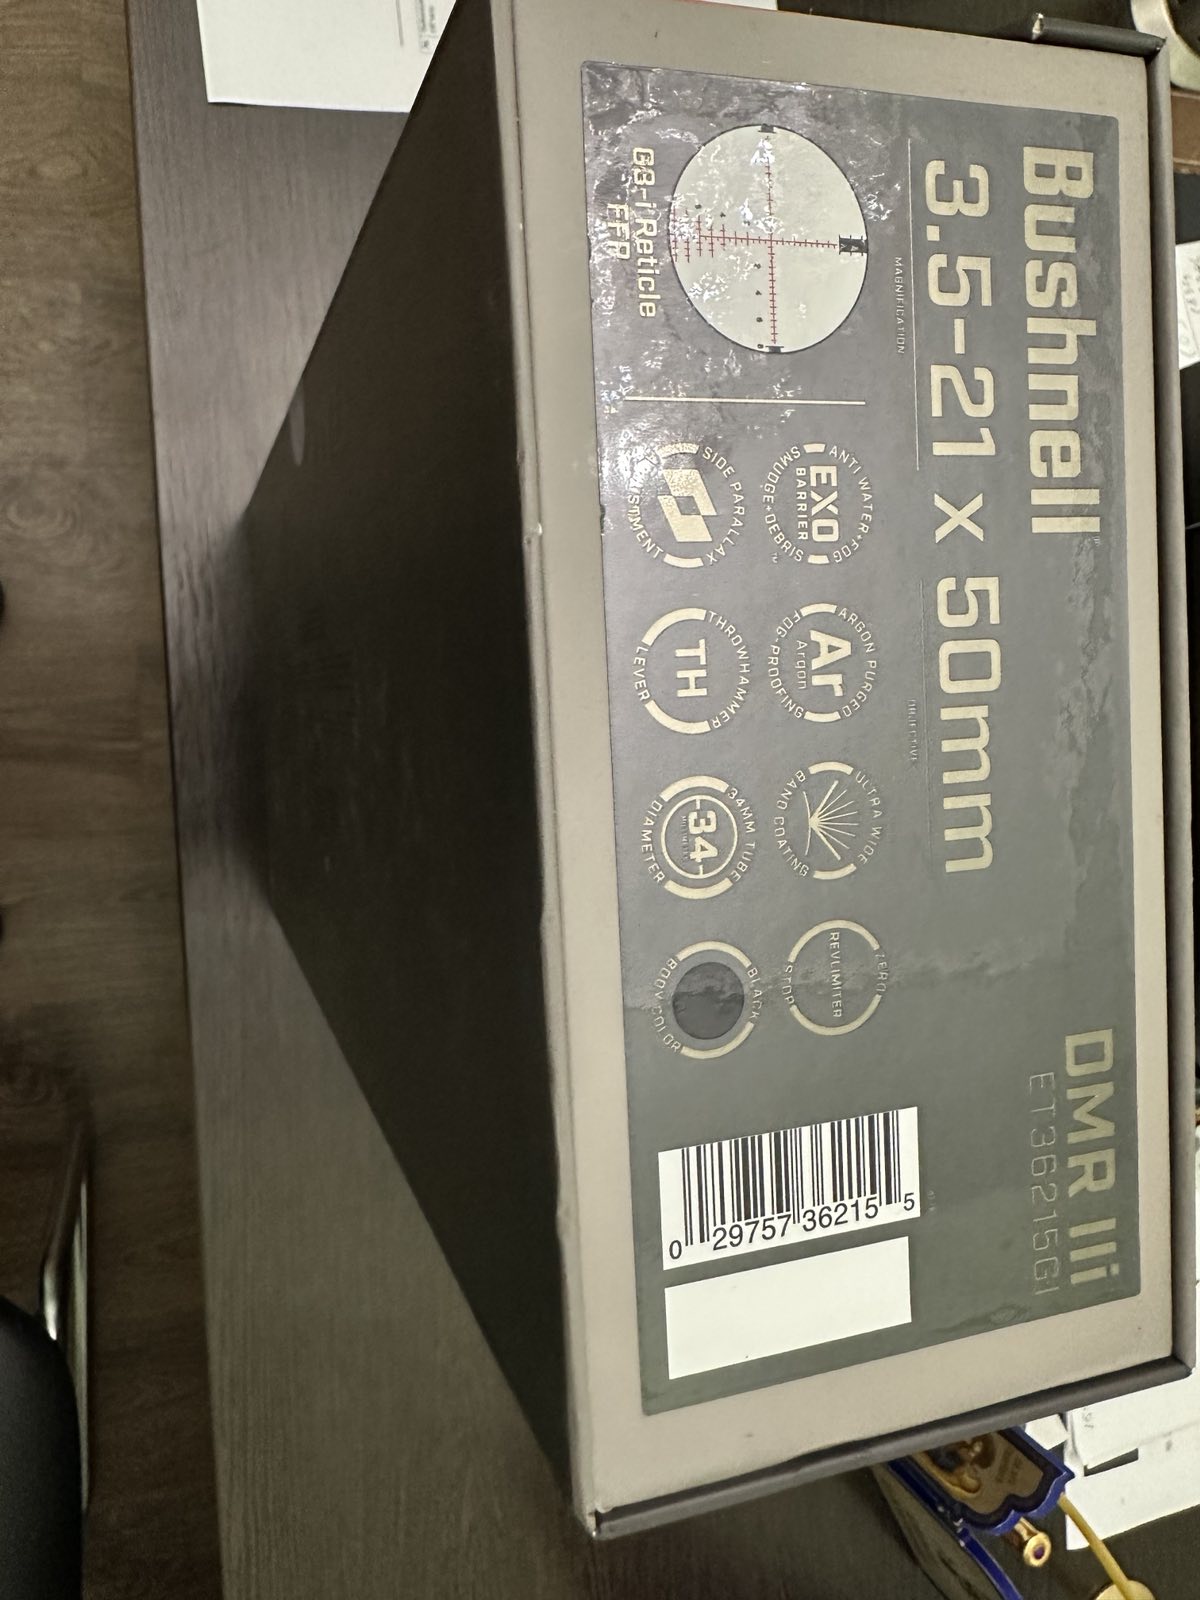 Bushnell
DMR IIi
ET36215GI
3.5-21 x 50mm
MAGNIFICATION
OBJECTIVE
G3-i Reticle
FFP
ANTI WATER+FOG
EXO
BARRIER
SMUDGE+DEBRIS
ARGON PURGED
Ar
Argon
FOG-PROOFING
ULTRA WIDE
BAND COATING
ZERO
REVLIMITER
STOP
SIDE PARALLAX
THROWHAMMER
TH
LEVER
34MM TUBE
34
DIAMETER
BLACK
BODY COLOR
0 29757 36215 5